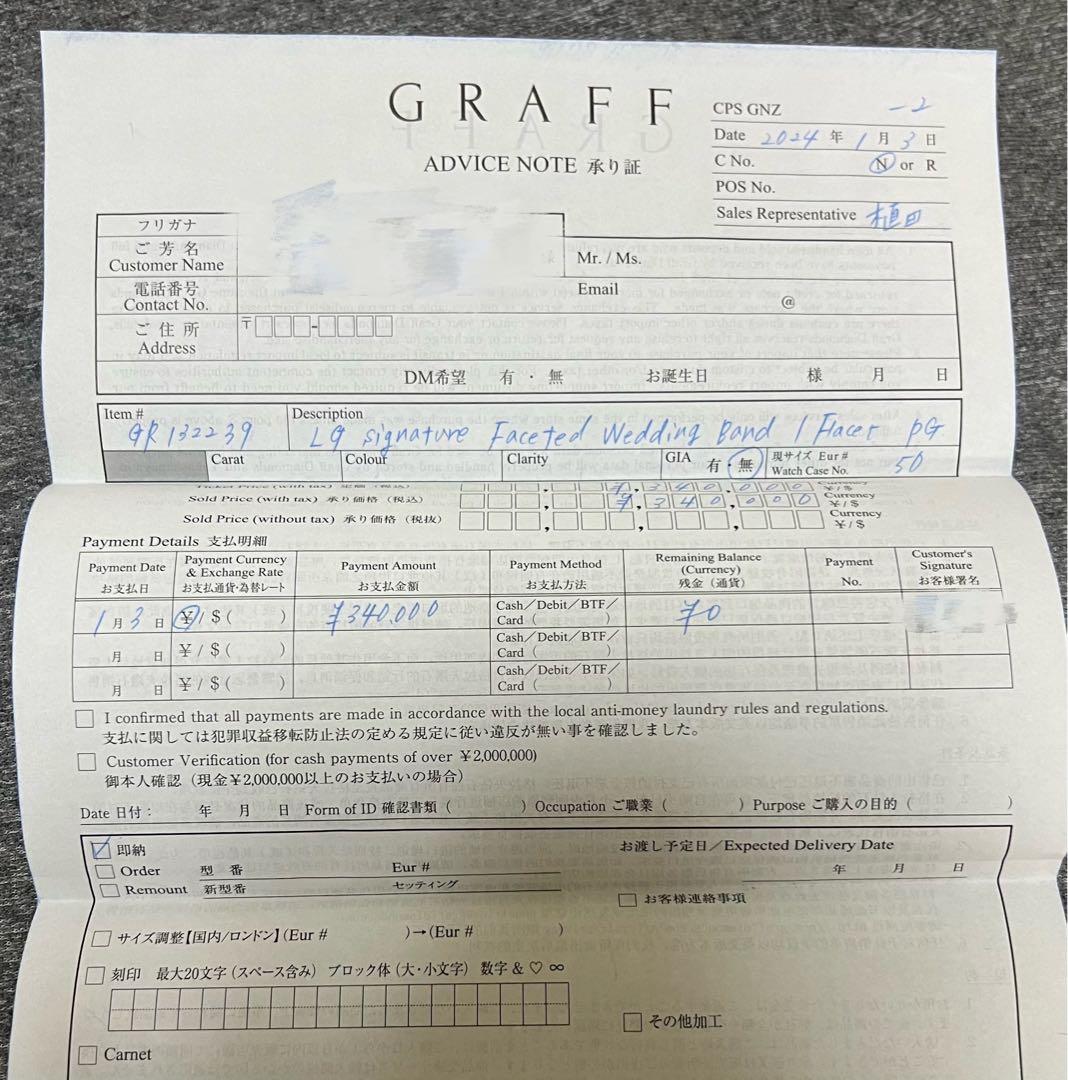 GRAFF
ADVICE NOTE 承り証
CPS GNZ -2
Date 2024年 1月 3日
C No. N or R
POS No.
Sales Representative 植田
フリガナ
ご芳名
Customer Name
Mr. / Ms.
電話番号
Contact No.
Email @
ご住所
Address
〒 -
DM希望 有・無 お誕生日 様 月 日
Item # GR132239
Description LG signature Faceted Wedding Band PG
Carat Colour Clarity GIA 有・無 現サイズ Eur #
Watch Case No. 50
Ticket Price (with tax) 定価(税込) ¥,340,000 Currency ¥/$
Sold Price (with tax) 承り価格(税込) ¥,340,000 Currency ¥/$
Sold Price (without tax) 承り価格(税抜) Currency ¥/$
Payment Details 支払明細
Payment Date
お支払日
Payment Currency & Exchange Rate
お支払通貨・為替レート
Payment Amount
お支払金額
Payment Method
お支払方法
Remaining Balance
(Currency)
残金(通貨)
Payment No.
Customer's Signature
お客様署名
1月3日 ¥/$( ) ¥340.000 Cash/Debit/BTF/Card( ) ¥0
月 日 ¥/$( ) Cash/Debit/BTF/Card( )
月 日 ¥/$( ) Cash/Debit/BTF/Card( )
I confirmed that all payments are made in accordance with the local anti-money laundry rules and regulations.
支払に関しては犯罪収益移転防止法の定める規定に従い違反が無い事を確認しました。
Customer Verification (for cash payments of over ¥2,000,000)
御本人確認(現金¥2,000,000以上のお支払いの場合)
Date 日付: 年 月 日 Form of ID 確認書類( ) Occupation ご職業( ) Purpose ご購入の目的( )
即納
お渡し予定日/Expected Delivery Date
Order 型番 Eur #
年 月 日
Remount 新型番 セッティング
お客様連絡事項
サイズ調整【国内/ロンドン】(Eur # )→(Eur # )
刻印 最大20文字(スペース含み) ブロック体(大・小文字) 数字&♡∞
その他加工
Carnet